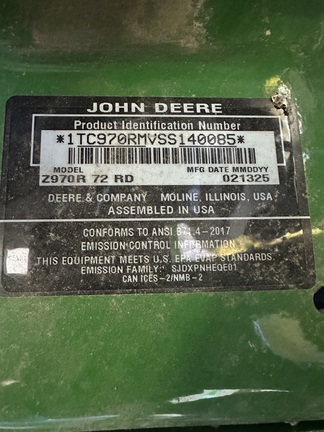 JOHN DEERE
Product Identification Number
*1TC970RMVSS140085*
MODEL MFG DATE MMDDYY
Z970R 72 RD 021325
DEERE & COMPANY MOLINE, ILLINOIS, USA
ASSEMBLED IN USA
CONFORMS TO ANSI B71.4-2017
EMISSION CONTROL INFORMATION
THIS EQUIPMENT MEETS U.S. EPA EVAP STANDARDS
EMISSION FAMILY: SJDXPNHEQE01
CAN ICES-2/NMB-2